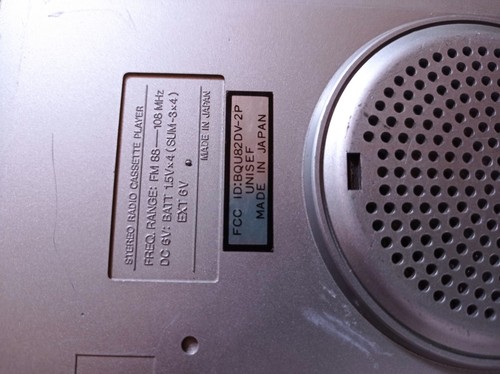 STEREO RADIO CASSETTE PLAYER
FREQ. RANGE: FM 88—108 MHz
DC 6V: BATT 1.5V×4 (SUM-3×4)
EXT 6V
MADE IN JAPAN
FCC ID:BQU82DV-2P
UNISEF
MADE IN JAPAN